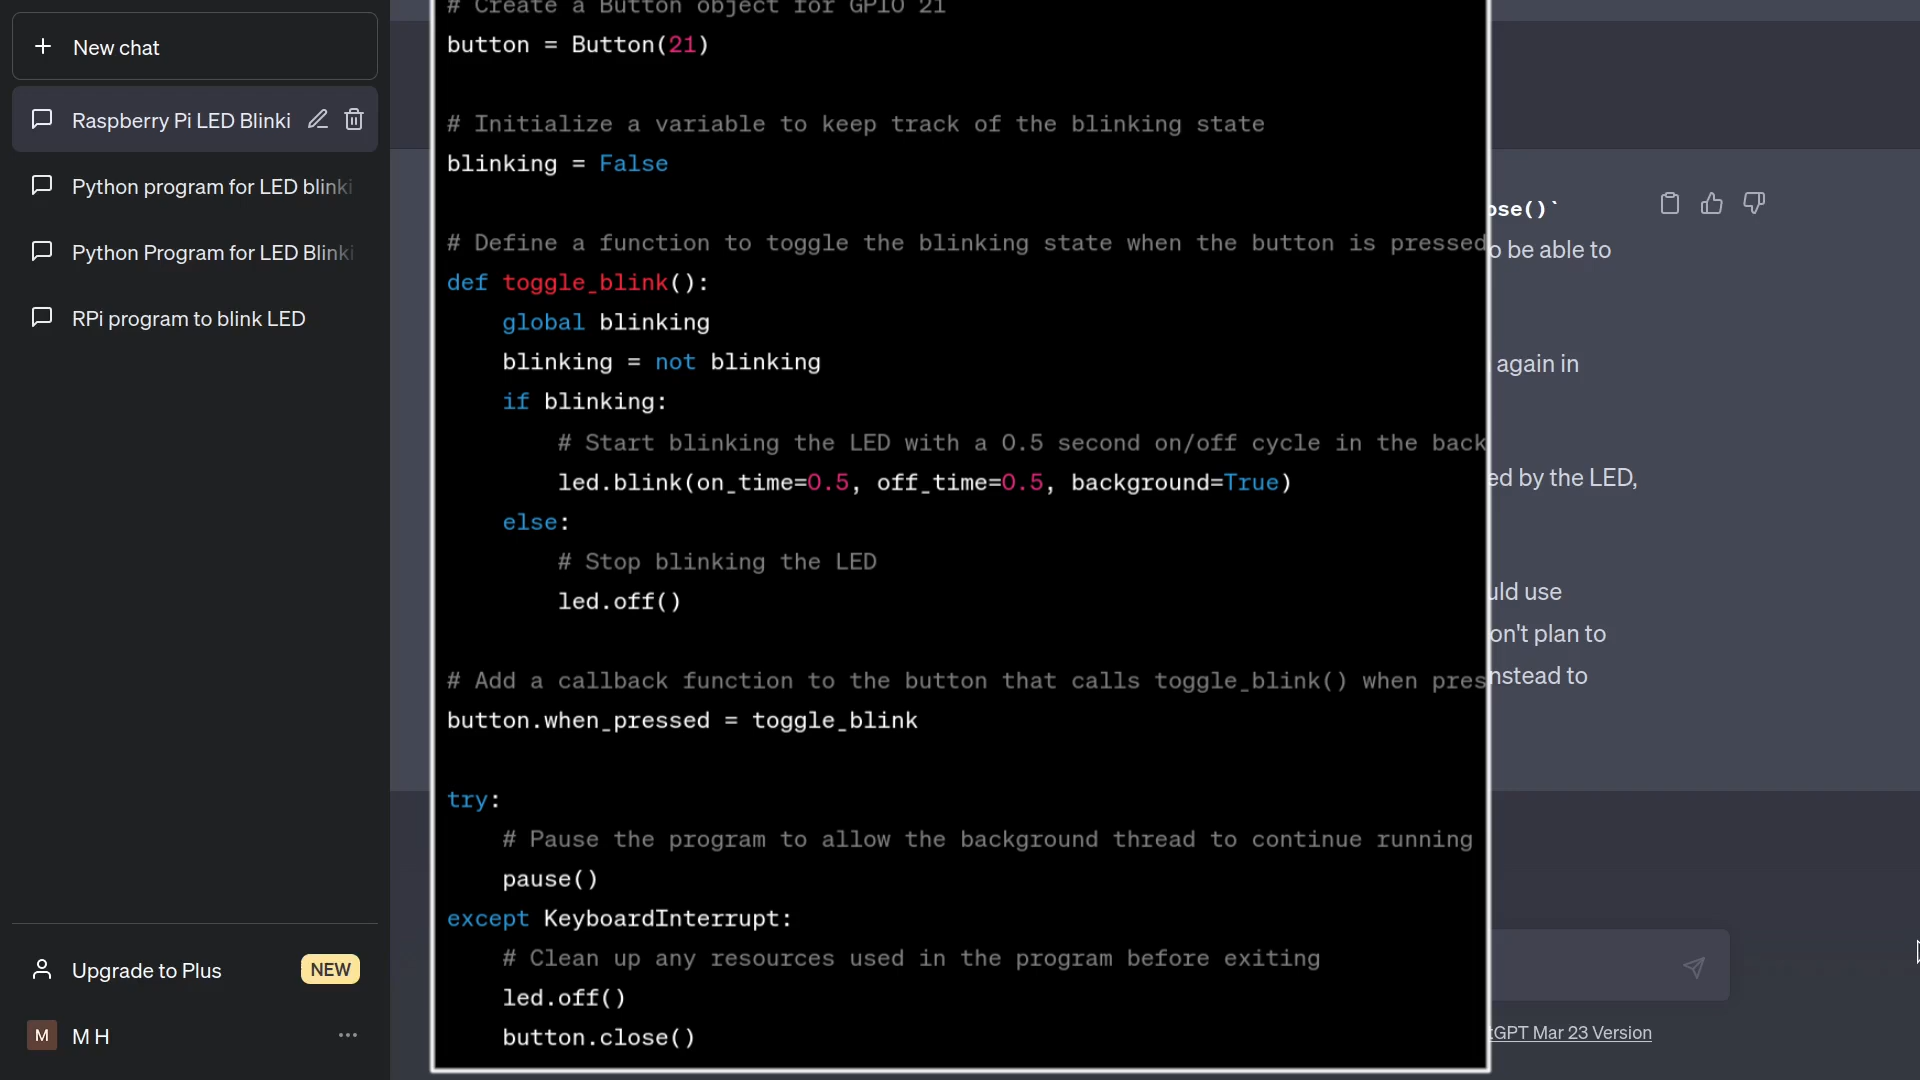 New chat
Raspberry Pi LED Blinki
Python program for LED blinki
Python Program for LED Blinki
RPi program to blink LED
Upgrade to Plus
NEW
M
M H
# Create a Button object for GPIO 21
button = Button(21)
# Initialize a variable to keep track of the blinking state
blinking = False
# Define a function to toggle the blinking state when the button is pressed
def toggle_blink():
    global blinking
    blinking = not blinking
    if blinking:
        # Start blinking the LED with a 0.5 second on/off cycle in the back
        led.blink(on_time=0.5, off_time=0.5, background=True)
    else:
        # Stop blinking the LED
        led.off()
# Add a callback function to the button that calls toggle_blink() when pres
button.when_pressed = toggle_blink
try:
    # Pause the program to allow the background thread to continue running
    pause()
except KeyboardInterrupt:
    # Clean up any resources used in the program before exiting
    led.off()
    button.close()
ose()`
o be able to
again in
ed by the LED,
uld use
on't plan to
nstead to
tGPT Mar 23 Version